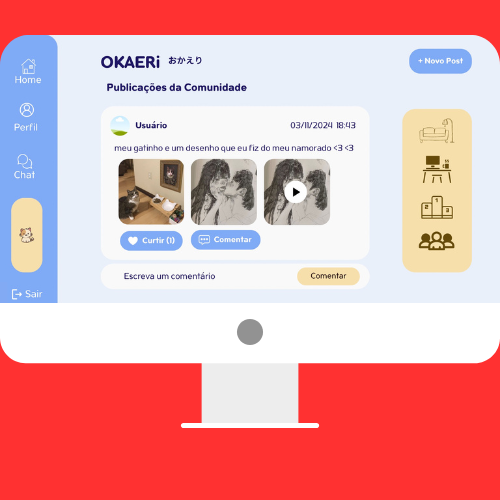 OKAERi おかえり
+ Novo Post
Home
Perfil
Chat
Sair
Publicações da Comunidade
Usuário
03/11/2024 18:43
meu gatinho e um desenho que eu fiz do meu namorado <3 <3
Curtir (1)
Comentar
Escreva um comentário
Comentar